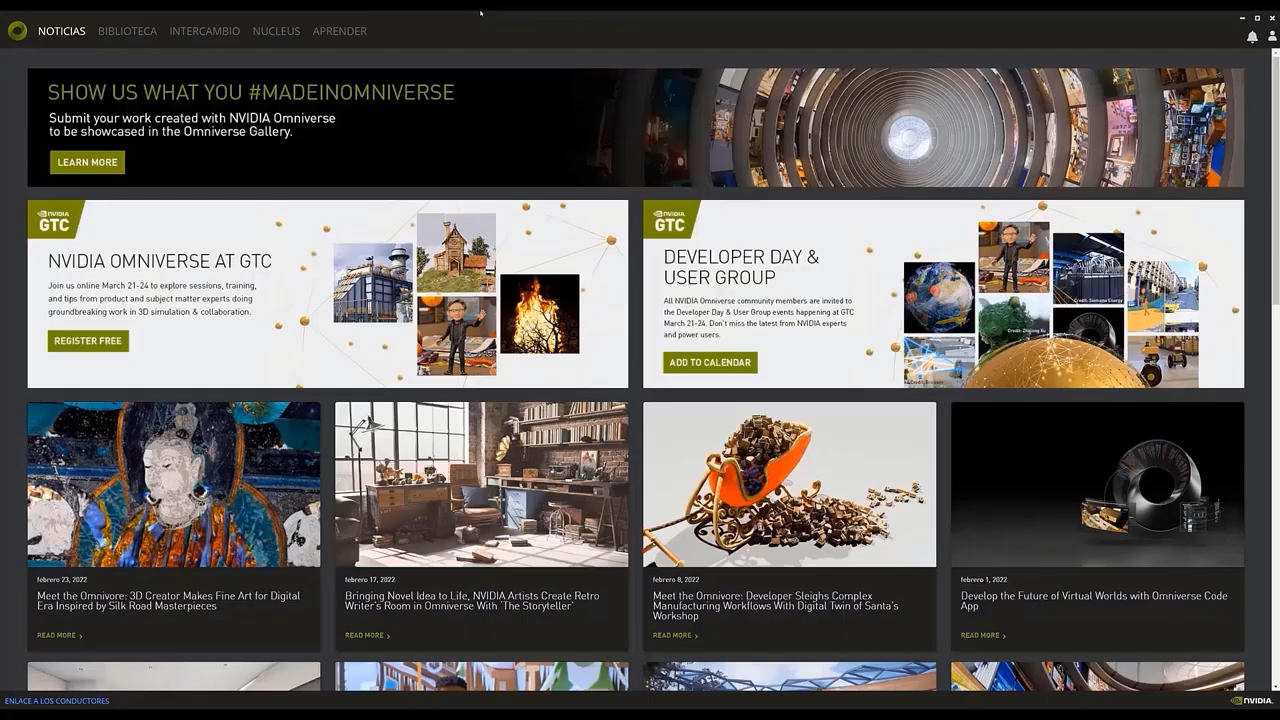 NOTICIAS
BIBLIOTECA
INTERCAMBIO
NUCLEUS
APRENDER
SHOW US WHAT YOU #MADEINOMNIVERSE
Submit your work created with NVIDIA Omniverse
to be showcased in the Omniverse Gallery.
LEARN MORE
NVIDIA
GTC
NVIDIA OMNIVERSE AT GTC
Join us online March 21-24 to explore sessions, training,
and tips from product and subject matter experts doing
groundbreaking work in 3D simulation & collaboration.
REGISTER FREE
NVIDIA
GTC
DEVELOPER DAY &
USER GROUP
All NVIDIA Omniverse community members are invited to
the Developer Day & User Group events happening at GTC
March 21-24. Don't miss the latest from NVIDIA experts
and power users.
ADD TO CALENDAR
Credit: Siemens Energy
febrero 23, 2022
Meet the Omnivore: 3D Creator Makes Fine Art for Digital
Era Inspired by Silk Road Masterpieces
READ MORE
febrero 17, 2022
Bringing Novel Idea to Life, NVIDIA Artists Create Retro
Writer's Room in Omniverse With 'The Storyteller'
READ MORE
febrero 8, 2022
Meet the Omnivore: Developer Sleighs Complex
Manufacturing Workflows With Digital Twin of Santa's
Workshop
READ MORE
febrero 1, 2022
Develop the Future of Virtual Worlds with Omniverse Code
App
READ MORE
ENLACE A LOS CONDUCTORES
NVIDIA.